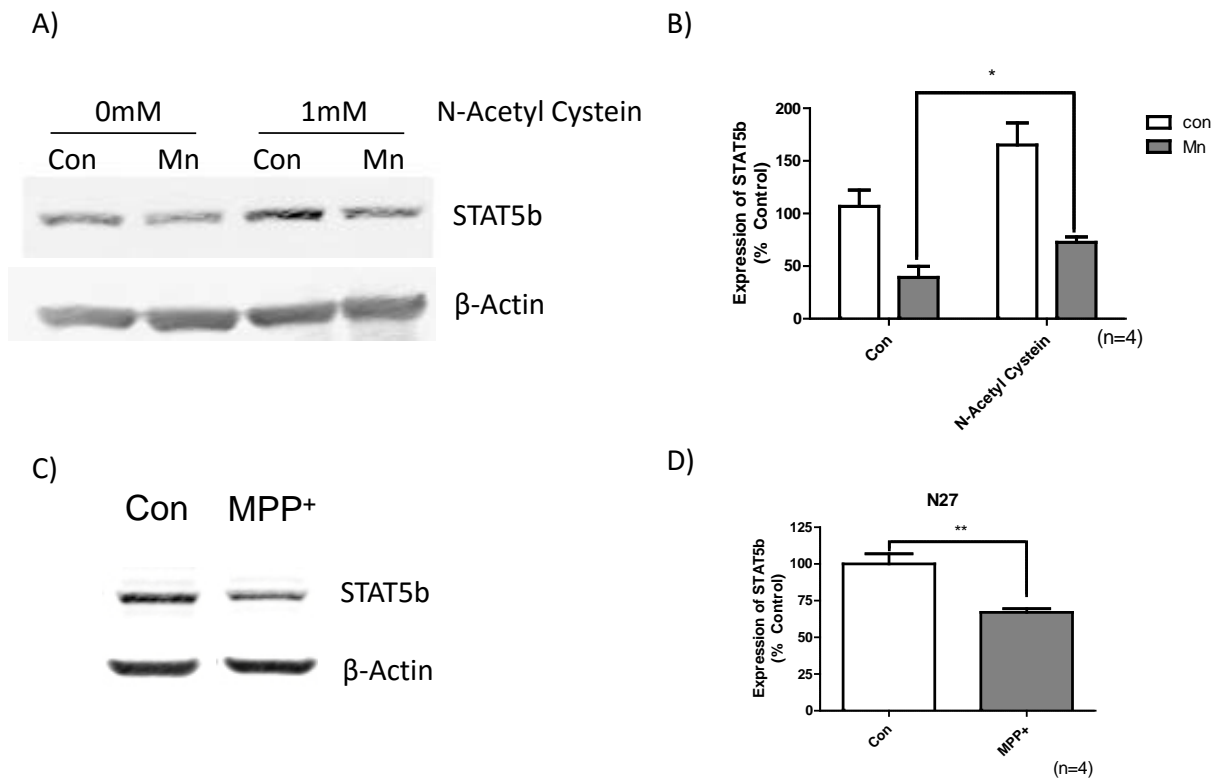 A)
0mM 1mM N-Acetyl Cystein
Con Mn Con Mn
STAT5b
β-Actin
B)
*
200
150
100
50
0
Expression of STAT5b
(% Control)
con
Mn
Con
N-Acetyl Cystein
(n=4)
C)
Con MPP⁺
STAT5b
β-Actin
D)
N27
**
125
100
75
50
25
0
Expression of STAT5b
(% Control)
Con
MPP+
(n=4)